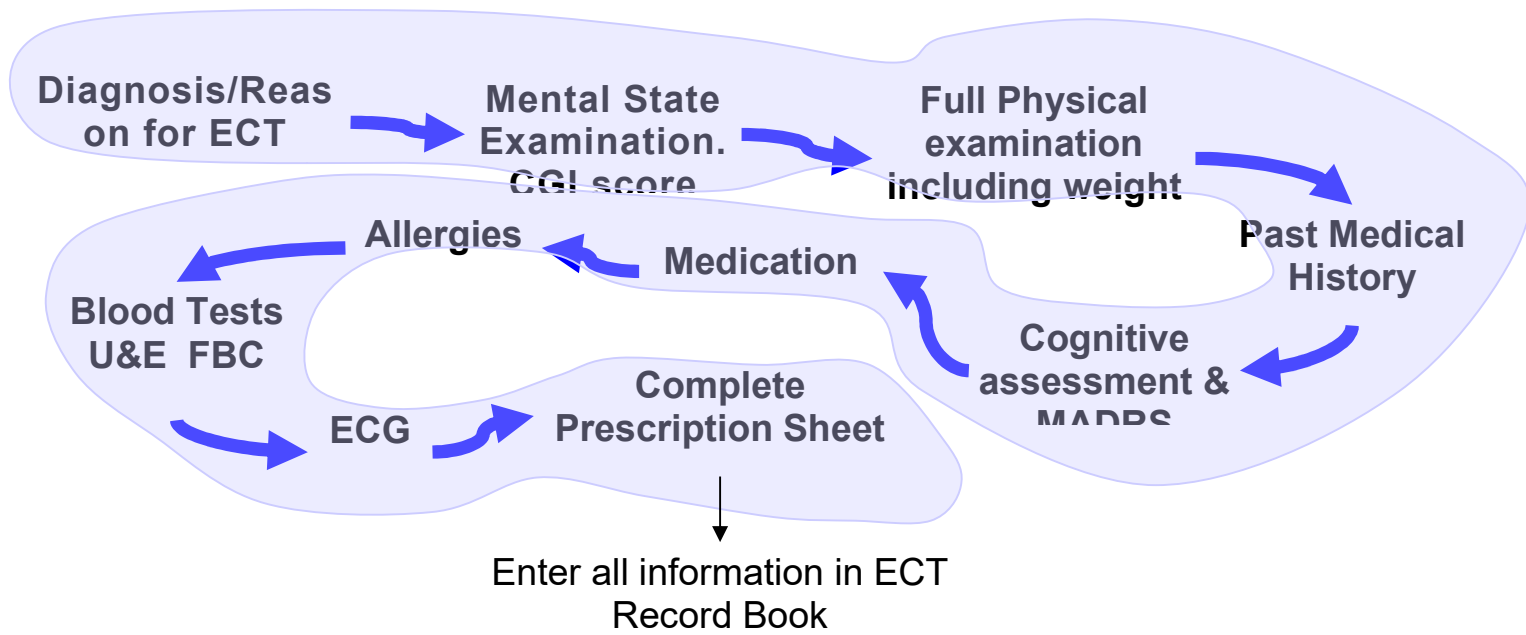 Diagnosis/Reas
on for ECT
Mental State
Examination.
CGI score
Full Physical
examination
including weight
Past Medical
History
Cognitive
assessment &
MADRS
Medication
Allergies
Blood Tests
U&E FBC
ECG
Complete
Prescription Sheet
Enter all information in ECT
Record Book